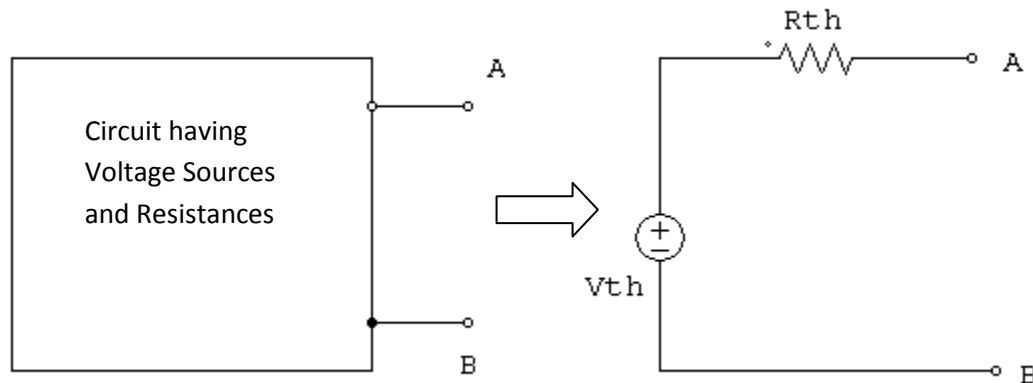 Rth
A
A
Circuit having
Voltage Sources
and Resistances
Vth
B
B